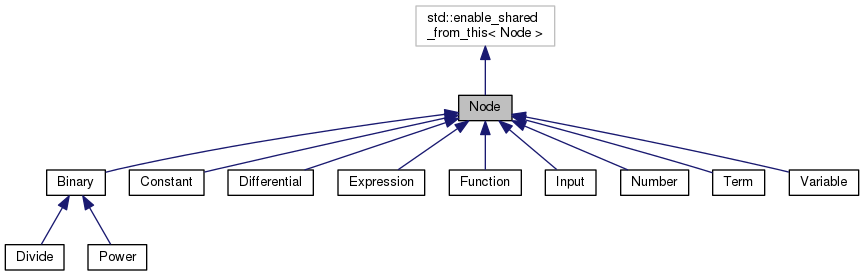 std::enable_shared
_from_this< Node >
Node
Binary
Constant
Differential
Expression
Function
Input
Number
Term
Variable
Divide
Power